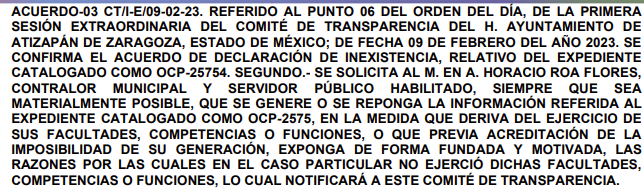 ACUERDO-03 CT/I-E/09-02-23. REFERIDO AL PUNTO 06 DEL ORDEN DEL DÍA, DE LA PRIMERA
SESIÓN EXTRAORDINARIA DEL COMITÉ DE TRANSPARENCIA DEL H. AYUNTAMIENTO DE
ATIZAPÁN DE ZARAGOZA, ESTADO DE MÉXICO; DE FECHA 09 DE FEBRERO DEL AÑO 2023. SE
CONFIRMA EL ACUERDO DE DECLARACIÓN DE INEXISTENCIA, RELATIVO DEL EXPEDIENTE
CATALOGADO COMO OCP-25754. SEGUNDO.- SE SOLICITA AL M. EN A. HORACIO ROA FLORES,
CONTRALOR MUNICIPAL Y SERVIDOR PÚBLICO HABILITADO, SIEMPRE QUE SEA
MATERIALMENTE POSIBLE, QUE SE GENERE O SE REPONGA LA INFORMACIÓN REFERIDA AL
EXPEDIENTE CATALOGADO COMO OCP-2575, EN LA MEDIDA QUE DERIVA DEL EJERCICIO DE
SUS FACULTADES, COMPETENCIAS O FUNCIONES, O QUE PREVIA ACREDITACIÓN DE LA
IMPOSIBILIDAD DE SU GENERACIÓN, EXPONGA DE FORMA FUNDADA Y MOTIVADA, LAS
RAZONES POR LAS CUALES EN EL CASO PARTICULAR NO EJERCIÓ DICHAS FACULTADES,
COMPETENCIAS O FUNCIONES, LO CUAL NOTIFICARÁ A ESTE COMITÉ DE TRANSPARENCIA.